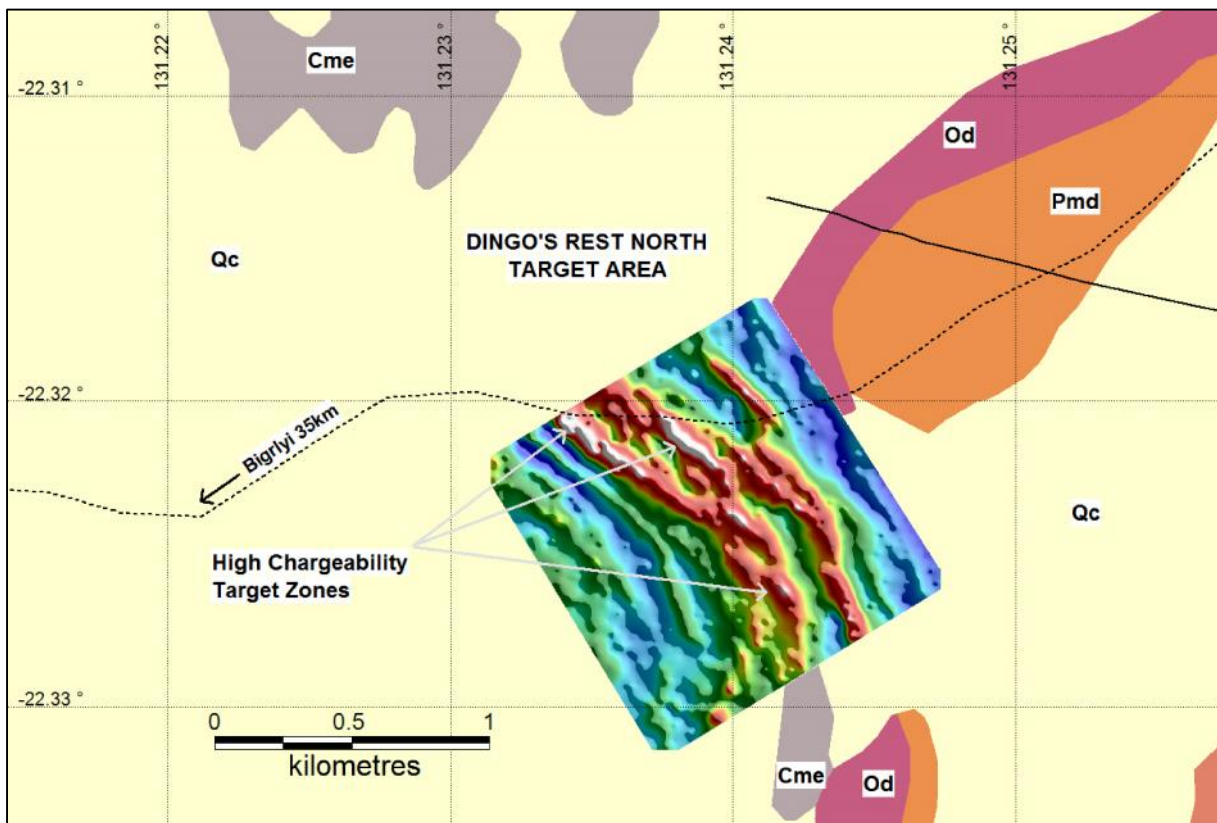 131.22 °
131.23 °
131.24 °
131.25 °
Cme
-22.31 °
Od
Pmd
DINGO'S REST NORTH
TARGET AREA
Qc
-22.32 °
Bigrlyi 35km
Qc
High Chargeability
Target Zones
-22.33 °
0 0.5 1
kilometres
Cme
Od